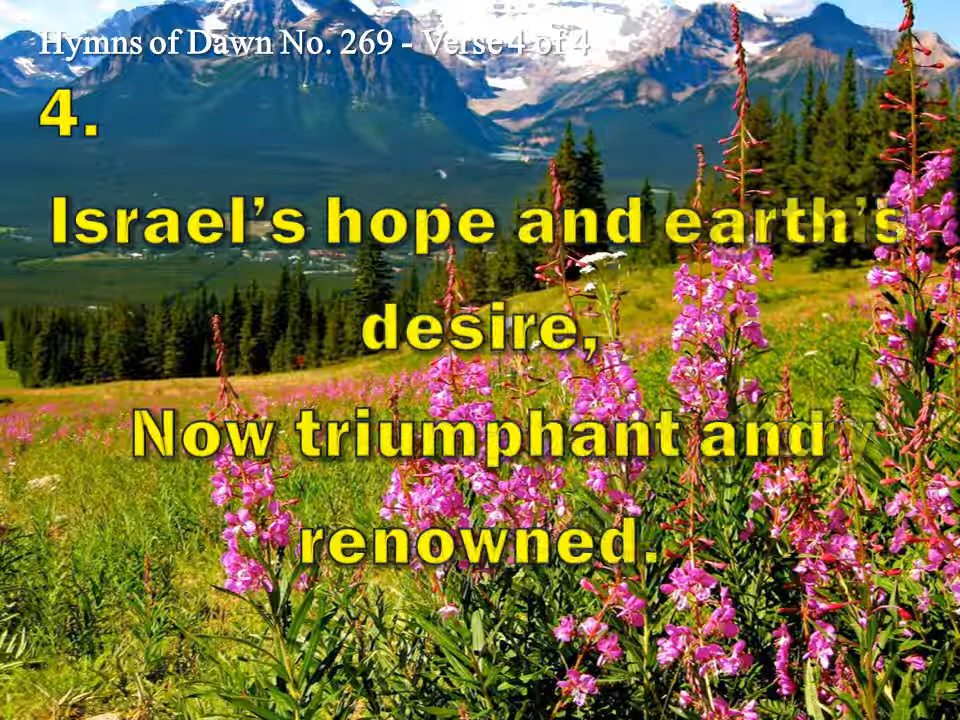 Hymns of Dawn No. 269 - Verse 4 of 4
4.
Israel’s hope and earth’s
desire,
Now triumphant and
renowned.